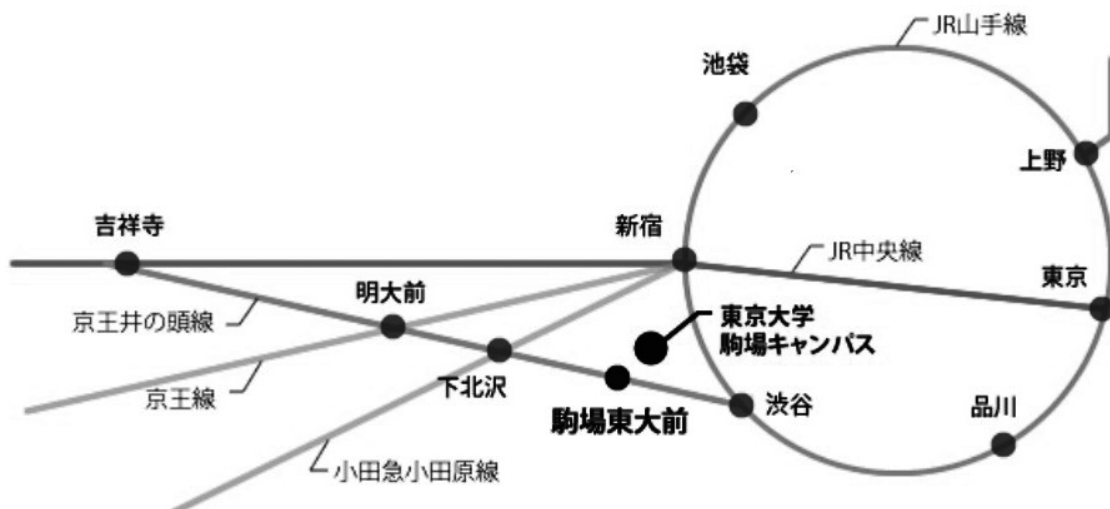 JR山手線
池袋
上野
吉祥寺
新宿
JR中央線
東京
明大前
京王井の頭線
東京大学
駒場キャンパス
京王線
下北沢
渋谷
品川
駒場東大前
小田急小田原線